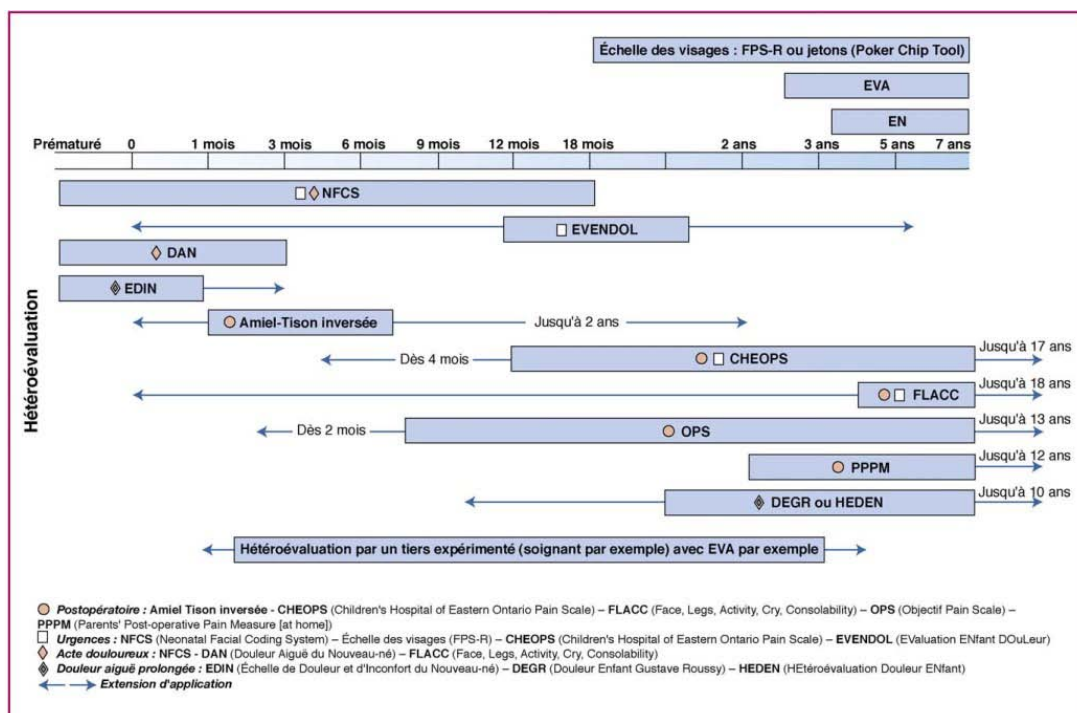 Échelle des visages : FPS-R ou jetons (Poker Chip Tool)
EVA
EN
Prématuré 0 1 mois 3 mois 6 mois 9 mois 12 mois 18 mois 2 ans 3 ans 5 ans 7 ans
Hétéroévaluation
NFCS
EVENDOL
DAN
EDIN
Amiel-Tison inversée Jusqu'à 2 ans
Dès 4 mois CHEOPS Jusqu'à 17 ans
FLACC Jusqu'à 18 ans
Dès 2 mois OPS Jusqu'à 13 ans
PPPM Jusqu'à 12 ans
DEGR ou HEDEN Jusqu'à 10 ans
Hétéroévaluation par un tiers expérimenté (soignant par exemple) avec EVA par exemple
Postopératoire : Amiel Tison inversée - CHEOPS (Children's Hospital of Eastern Ontario Pain Scale) – FLACC (Face, Legs, Activity, Cry, Consolability) – OPS (Objectif Pain Scale) –
PPPM (Parents' Post-operative Pain Measure [at home])
Urgences : NFCS (Neonatal Facial Coding System) – Échelle des visages (FPS-R) – CHEOPS (Children's Hospital of Eastern Ontario Pain Scale) – EVENDOL (EValuation ENfant DOuLeur)
Acte douloureux : NFCS - DAN (Douleur Aiguë du Nouveau-né) – FLACC (Face, Legs, Activity, Cry, Consolability)
Douleur aiguë prolongée : EDIN (Échelle de Douleur et d'Inconfort du Nouveau-né) – DEGR (Douleur Enfant Gustave Roussy) – HEDEN (HEtéroévaluation Douleur ENfant)
Extension d'application